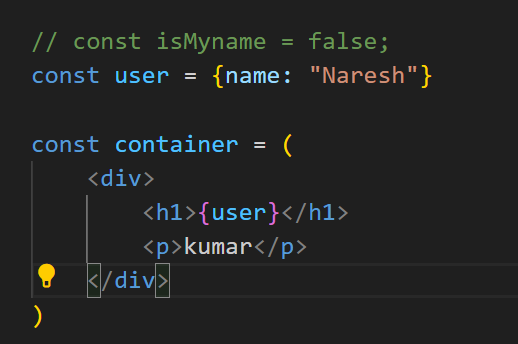 // const isMyname = false;
const user = {name: "Naresh"}
const container = (
<div>
<h1>{user}</h1>
<p>kumar</p>
</div>
)